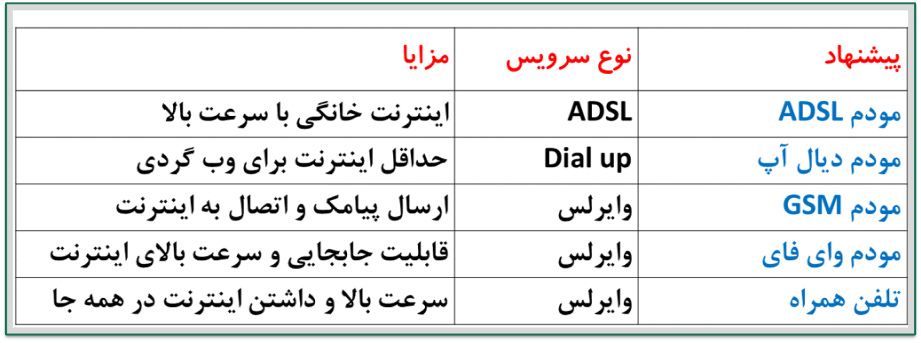 پیشنهاد نوع سرویس مزایا
مودم ADSL ADSL اینترنت خانگی با سرعت بالا
مودم دیال آپ Dial up حداقل اینترنت برای وب گردی
مودم GSM وایرلس ارسال پیامک و اتصال به اینترنت
مودم وای فای وایرلس قابلیت جابجایی و سرعت بالای اینترنت
تلفن همراه وایرلس سرعت بالا و داشتن اینترنت در همه جا